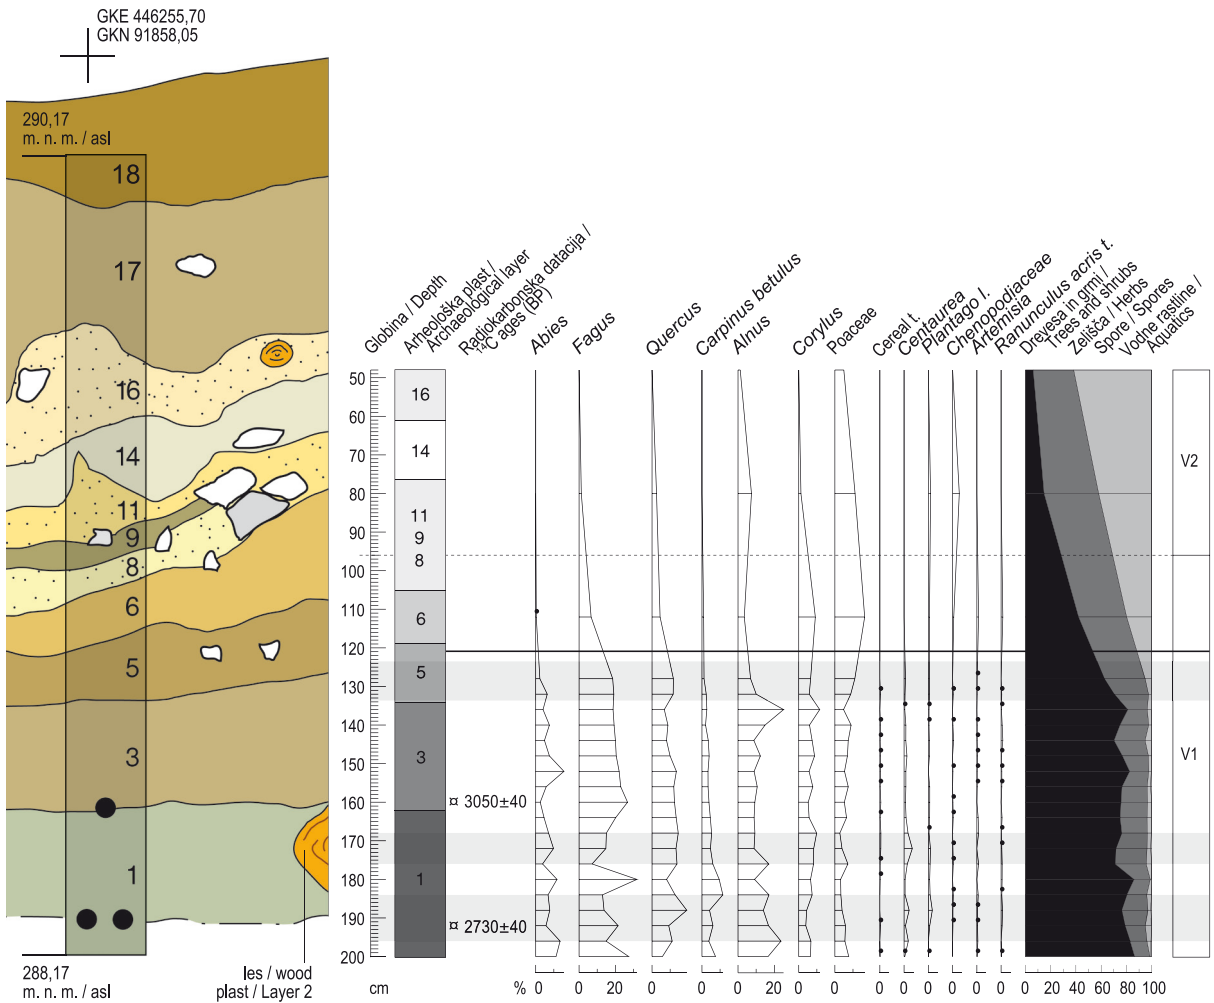 GKE 446255,70
GKN 91858,05
290,17
m. n. m. / asl
18
17
16
14
11
9
8
6
5
3
1
288,17
m. n. m. / asl
les / wood
plast / Layer 2
Globina / Depth
Arheološka plast /
Archaeological layer
Radiokarbonska datacija /
¹⁴C ages (BP)
Abies
Fagus
Quercus
Carpinus betulus
Alnus
Corylus
Poaceae
Cereal t.
Centaurea
Plantago l.
Chenopodiaceae
Artemisia
Ranunculus acris t.
Drevesa in grmi /
Trees and shrubs
Zelišča / Herbs
Spore / Spores
Vodne rastline /
Aquatics
50
60
70
80
90
100
110
120
130
140
150
160
170
180
190
200
cm
16
14
11
9
8
6
5
3
1
¤ 3050±40
¤ 2730±40
V2
V1
% 0 0 20 0 0 0 20 0 0 0 0 0 0 0 0 0 20 40 60 80 100